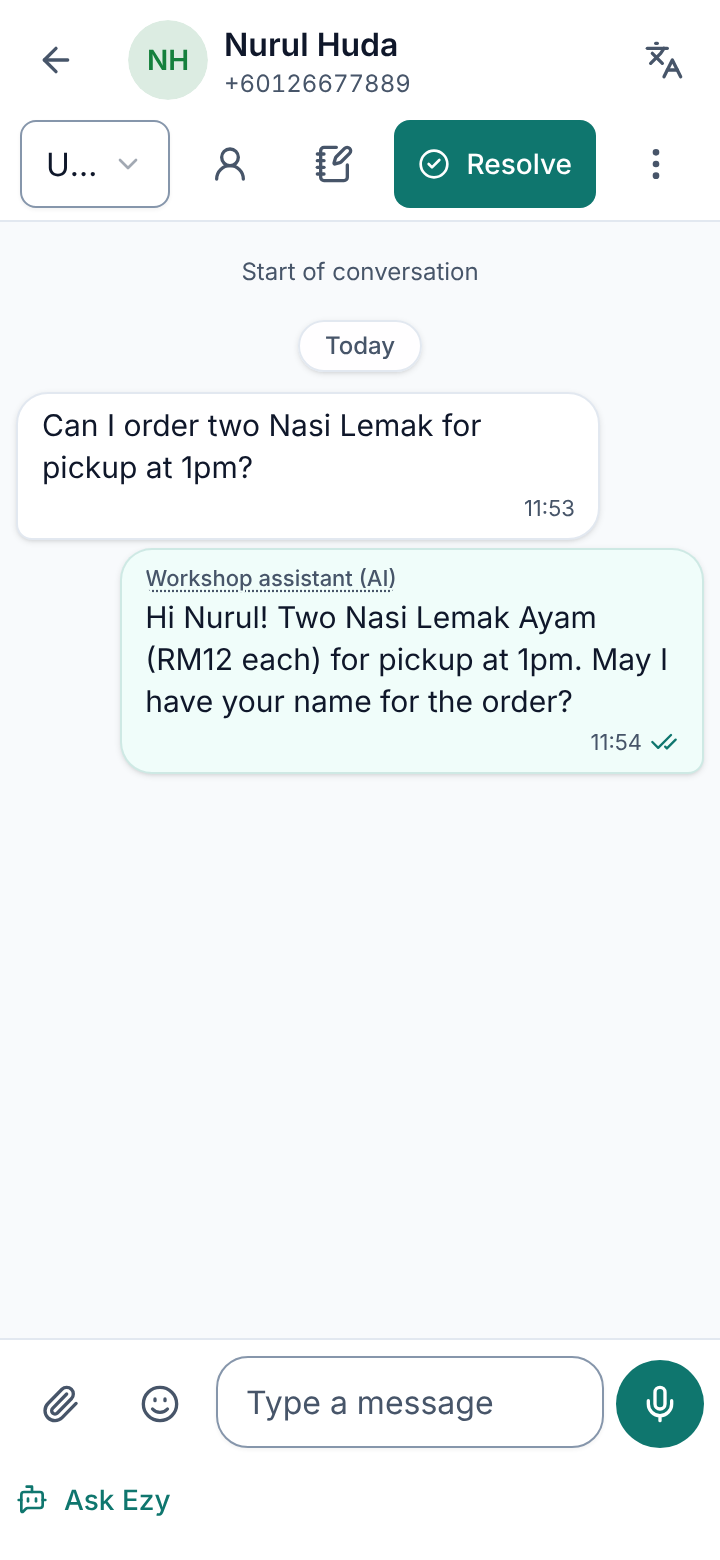 NH
Nurul Huda
+60126677889
U...
Resolve
Start of conversation
Today
Can I order two Nasi Lemak for
pickup at 1pm?
11:53
Workshop assistant (AI)
Hi Nurul! Two Nasi Lemak Ayam
(RM12 each) for pickup at 1pm. May I
have your name for the order?
11:54
Type a message
Ask Ezy